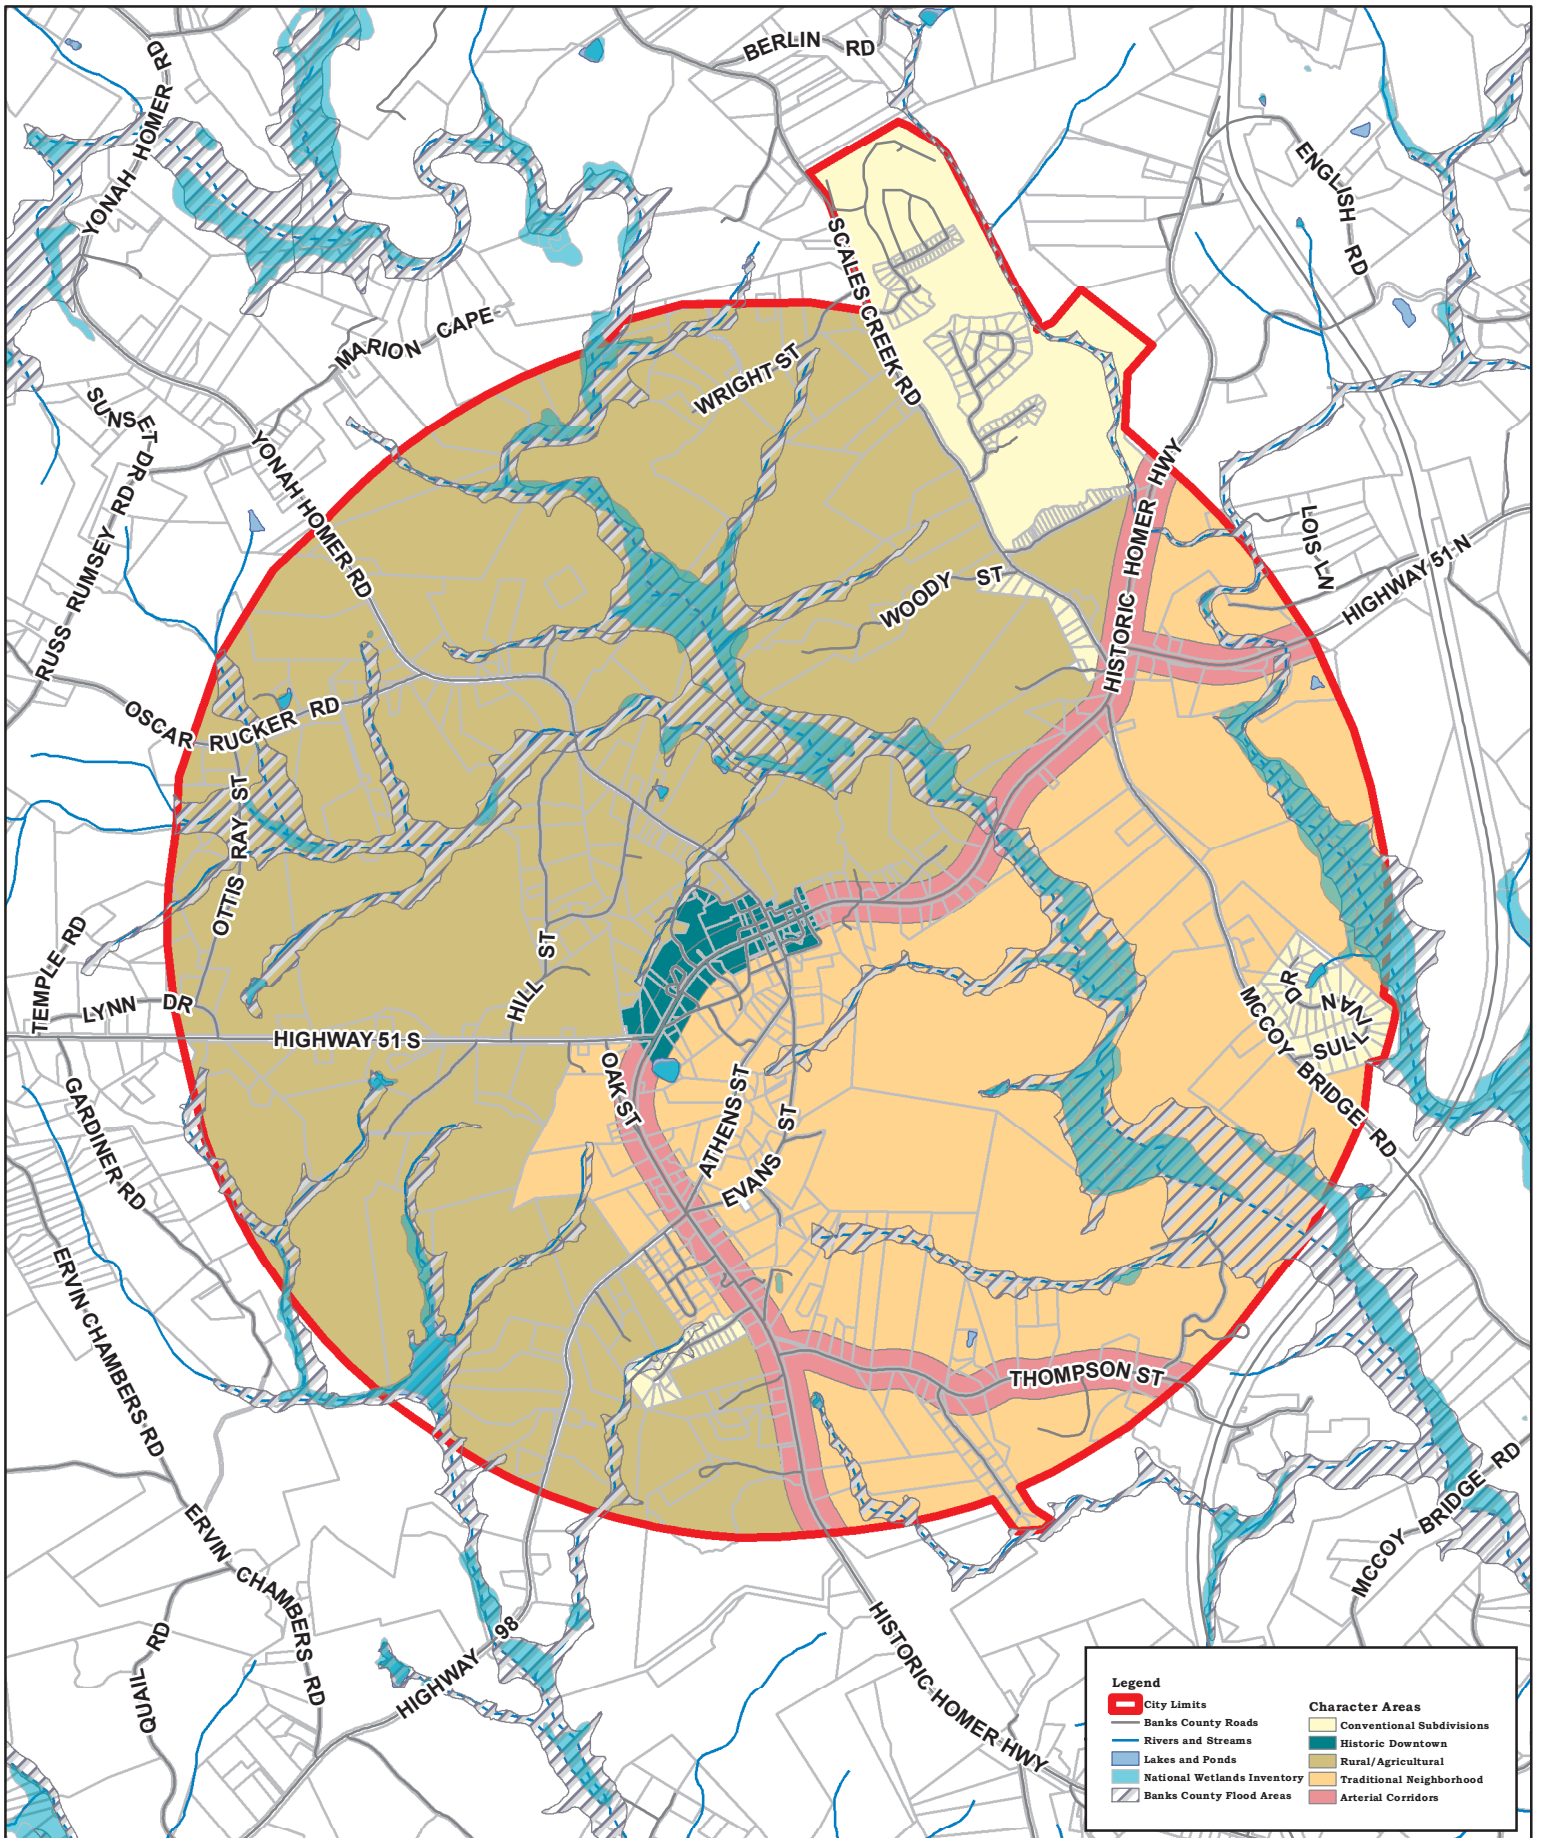 BERLIN RD
YONAH HOMER RD
ENGLISH RD
SCALES CREEK RD
MARION CAPE
WRIGHT ST
SUNSET DR
YONAH HOMER RD
HISTORIC HOMER HWY
RUSS RUMSEY RD
LOIS LN
HIGHWAY 51 N
WOODY ST
OSCAR RUCKER RD
OTTIS RAY ST
TEMPLE RD
LYNN DR
HILL ST
HIGHWAY 51 S
SULLIVAN DR
MCCOY BRIDGE RD
OAK ST
ATHENS ST
EVANS ST
GARDINER RD
ERVIN CHAMBERS RD
THOMPSON ST
ERVIN CHAMBERS RD
MCCOY BRIDGE RD
QUAIL RD
HIGHWAY 98
HISTORIC HOMER HWY
Legend
City Limits
Banks County Roads
Rivers and Streams
Lakes and Ponds
National Wetlands Inventory
Banks County Flood Areas
Character Areas
Conventional Subdivisions
Historic Downtown
Rural/Agricultural
Traditional Neighborhood
Arterial Corridors